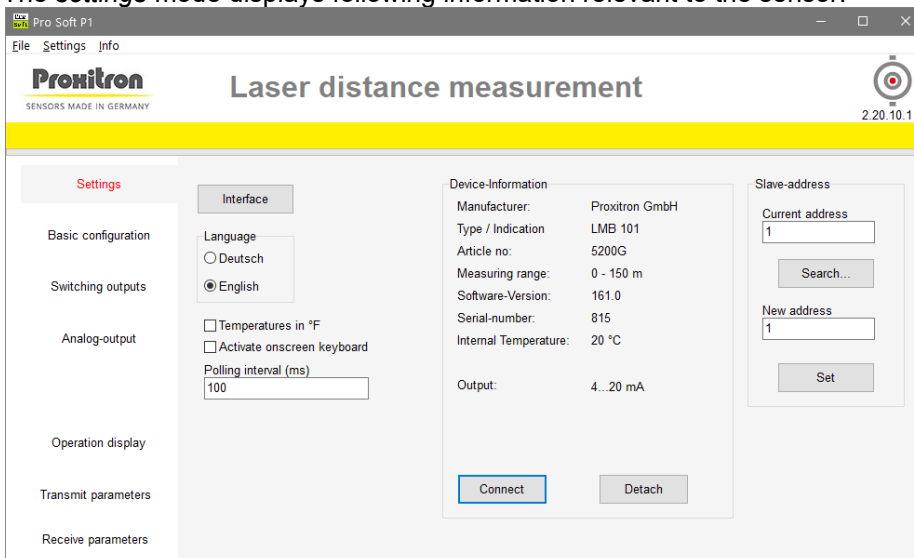 The settings mode displays following information relevant to the sensor:
Pro Soft P1
File Settings Info
Proxitron
SENSORS MADE IN GERMANY
Laser distance measurement
2.20.10.1
Settings
Basic configuration
Switching outputs
Analog-output
Operation display
Transmit parameters
Receive parameters
Interface
Language
Deutsch
English
Temperatures in °F
Activate onscreen keyboard
Polling interval (ms)
100
Device-Information
Manufacturer: Proxitron GmbH
Type / Indication LMB 101
Article no: 5200G
Measuring range: 0 - 150 m
Software-Version: 161.0
Serial-number: 815
Internal Temperature: 20 °C
Output: 4...20 mA
Connect Detach
Slave-address
Current address
1
Search...
New address
1
Set